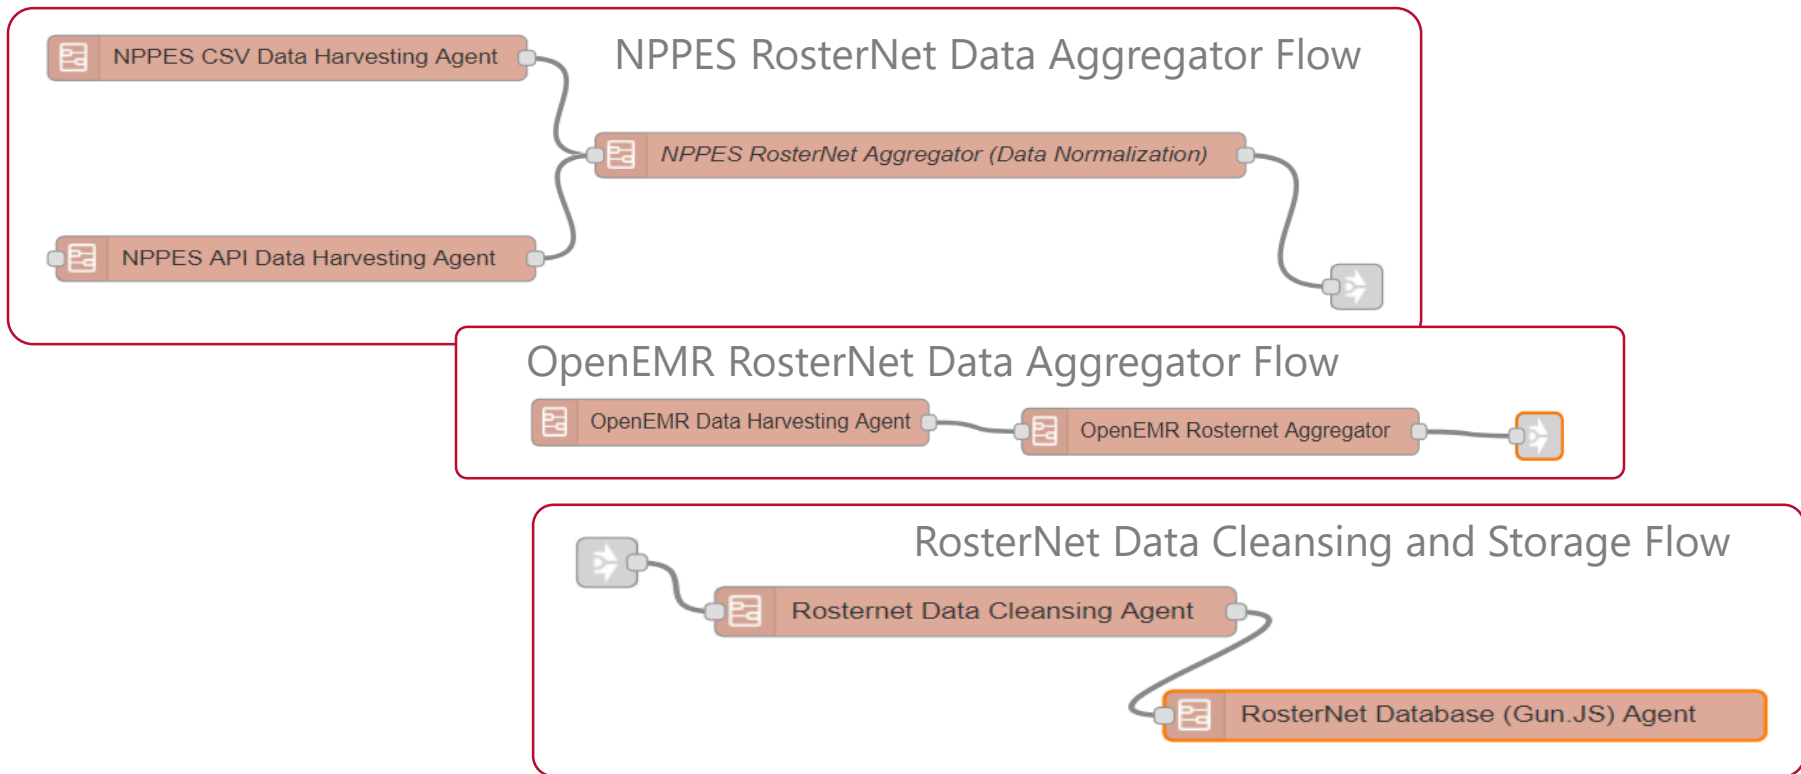 NPPES CSV Data Harvesting Agent
NPPES RosterNet Data Aggregator Flow
NPPES RosterNet Aggregator (Data Normalization)
NPPES API Data Harvesting Agent
OpenEMR RosterNet Data Aggregator Flow
OpenEMR Data Harvesting Agent
OpenEMR Rosternet Aggregator
RosterNet Data Cleansing and Storage Flow
Rosternet Data Cleansing Agent
RosterNet Database (Gun.JS) Agent